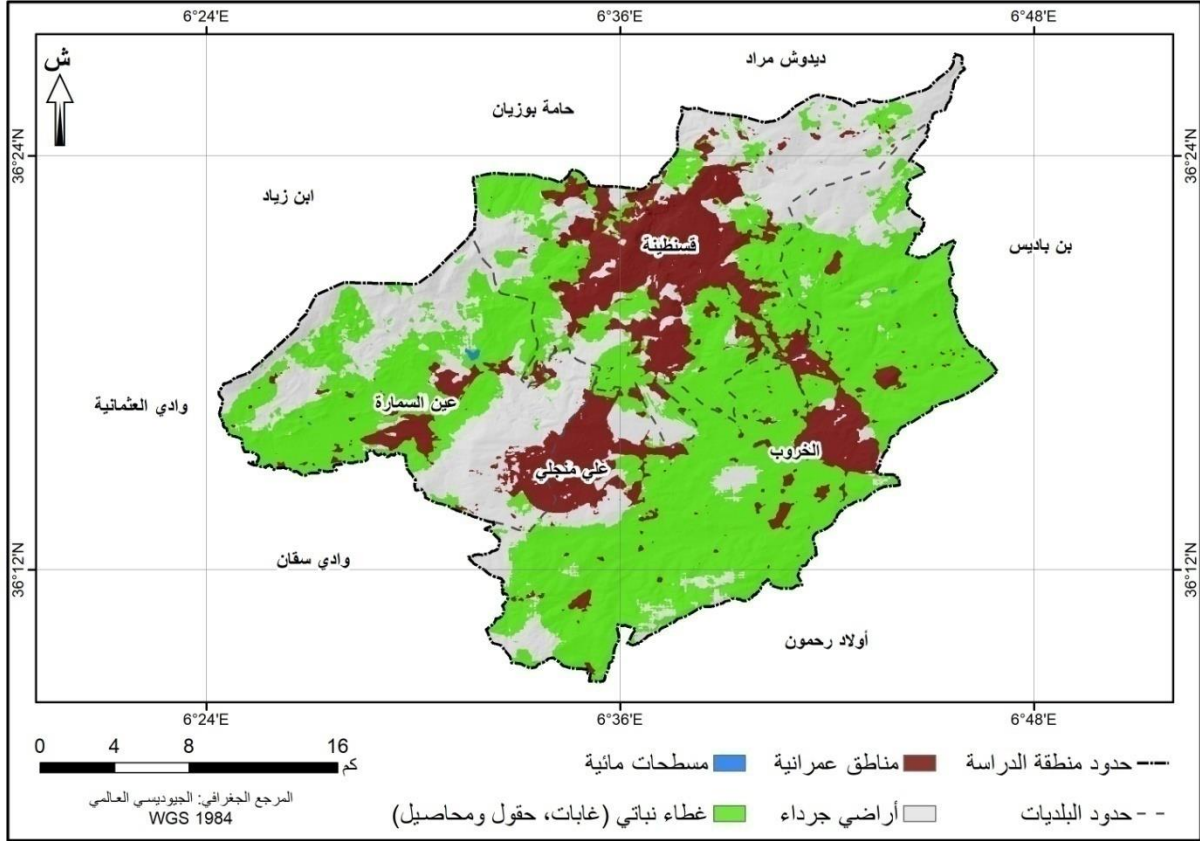 6°24'E
6°36'E
6°48'E
ش
ديدوش مراد
حامة بوزيان
36°24'N
36°24'N
ابن زياد
قسنطينة
بن باديس
وادي العثمانية
عين السمارة
الخروب
علي منجلي
وادي سقان
36°12'N
36°12'N
أولاد رحمون
6°24'E
6°36'E
6°48'E
0 4 8 16
كم
حدود منطقة الدراسة
مناطق عمرانية
مسطحات مائية
حدود البلديات
أراضي جرداء
غطاء نباتي (غابات، حقول ومحاصيل)
المرجع الجغرافي: الجيوديسي العالمي
WGS 1984